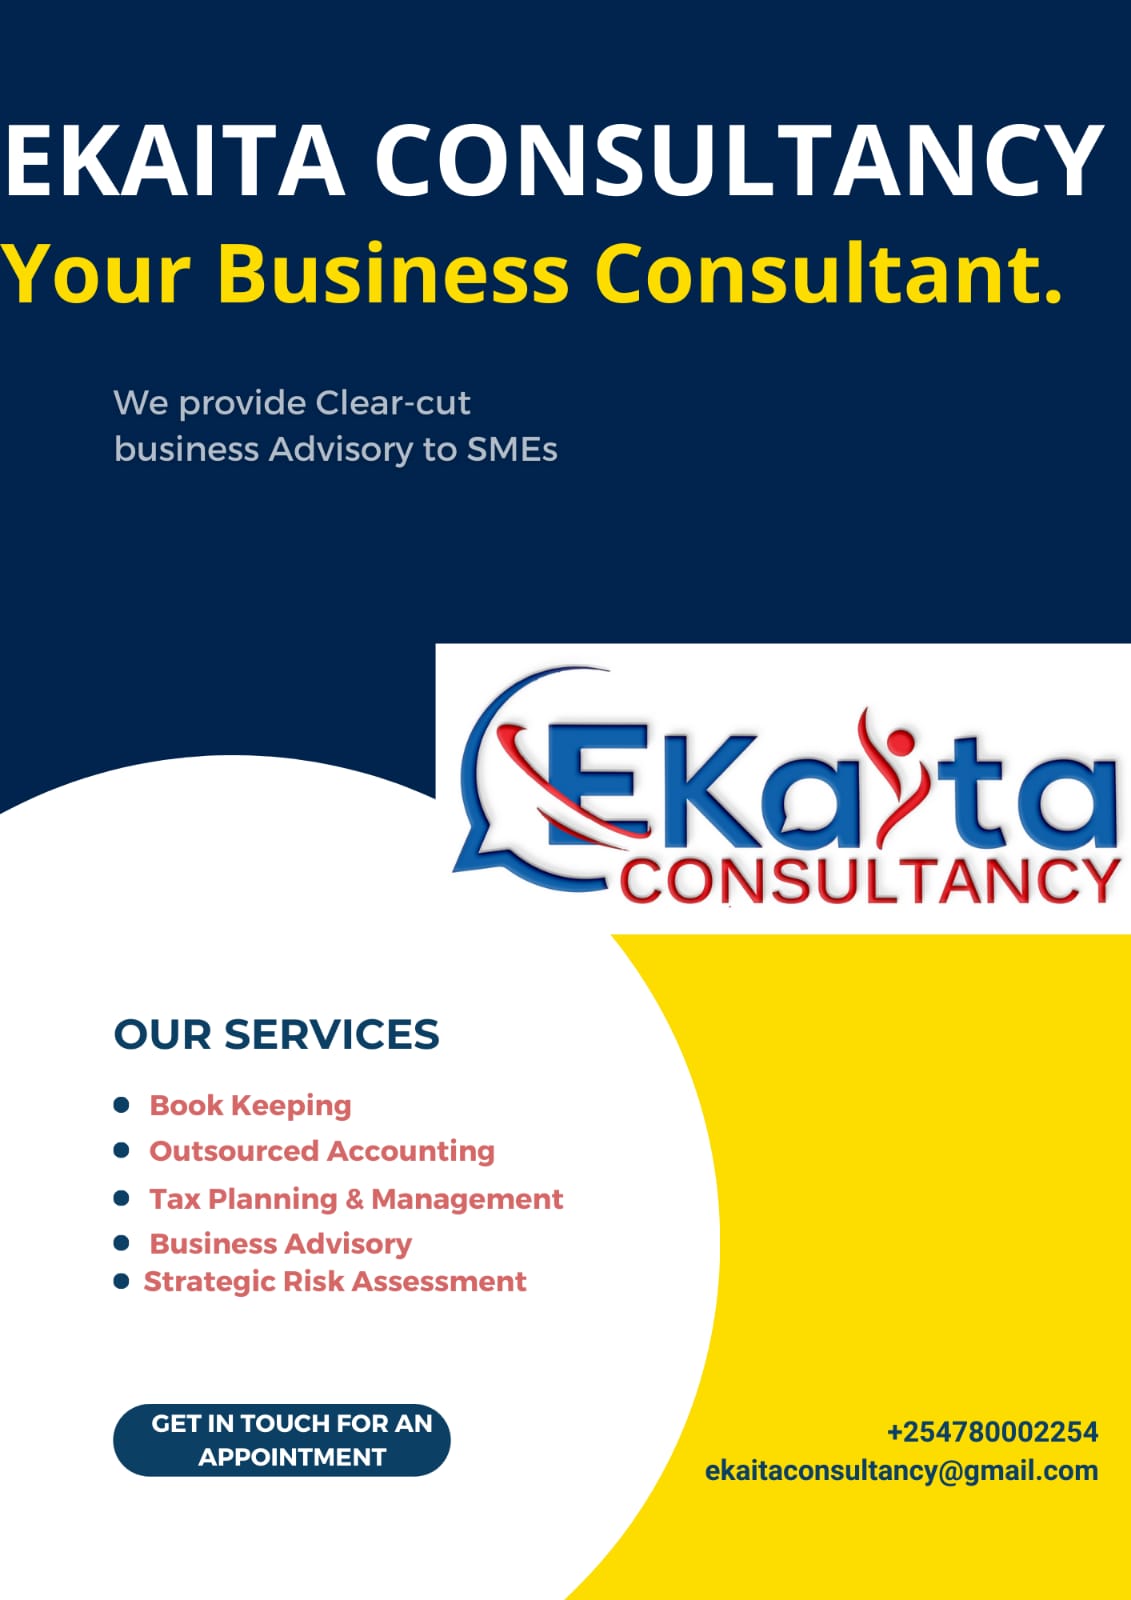 EKAITA CONSULTANCY
Your Business Consultant.
We provide Clear-cut
business Advisory to SMEs
EKaita
CONSULTANCY
OUR SERVICES
Book Keeping
Outsourced Accounting
Tax Planning & Management
Business Advisory
Strategic Risk Assessment
GET IN TOUCH FOR AN
APPOINTMENT
+254780002254
ekaitaconsultancy@gmail.com